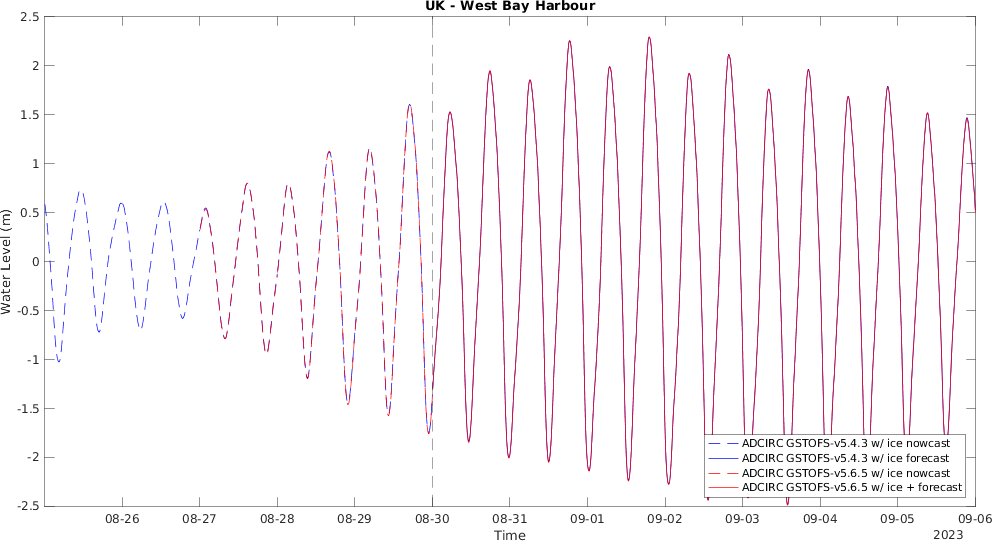 UK - West Bay Harbour
2.5
2
1.5
1
0.5
0
-0.5
-1
-1.5
-2
-2.5
Water Level (m)
ADCIRC GSTOFS-v5.4.3 w/ ice nowcast
ADCIRC GSTOFS-v5.4.3 w/ ice forecast
ADCIRC GSTOFS-v5.6.5 w/ ice nowcast
ADCIRC GSTOFS-v5.6.5 w/ ice + forecast
08-26 08-27 08-28 08-29 08-30 08-31 09-01 09-02 09-03 09-04 09-05 09-06
Time
2023